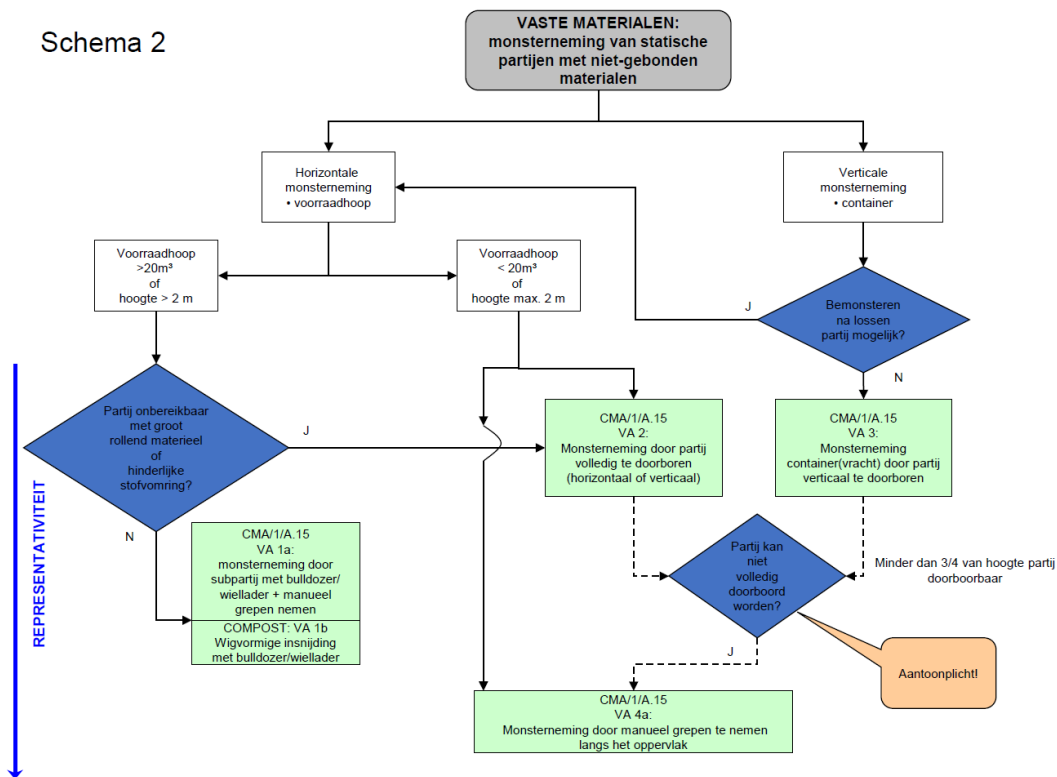 Schema 2
VASTE MATERIALEN:
monsterneming van statische
partijen met niet-gebonden
materialen
Horizontale
monsterneming
• voorraadhoop
Verticale
monsterneming
• container
Voorraadhoop
>20m³
of
hoogte > 2 m
Voorraadhoop
< 20m³
of
hoogte max. 2 m
J
Bemonsteren
na lossen
partij mogelijk?
N
Partij onbereikbaar
met groot
rollend materieel
of
hinderlijke
stofvomring?
J
CMA/1/A.15
VA 2:
Monsterneming door partij
volledig te doorboren
(horizontaal of verticaal)
CMA/1/A.15
VA 3:
Monsterneming
container(vracht) door partij
verticaal te doorboren
REPRESENTATIVITEIT
N
CMA/1/A.15
VA 1a:
monsterneming door
subpartij met bulldozer/
wiellader + manueel
grepen nemen
COMPOST: VA 1b
Wigvormige insnijding
met bulldozer/wiellader
Partij kan
niet
volledig
doorboord
worden?
Minder dan 3/4 van hoogte partij
doorboorbaar
J
Aantoonplicht!
CMA/1/A.15
VA 4a:
Monsterneming door manueel grepen te nemen
langs het oppervlak